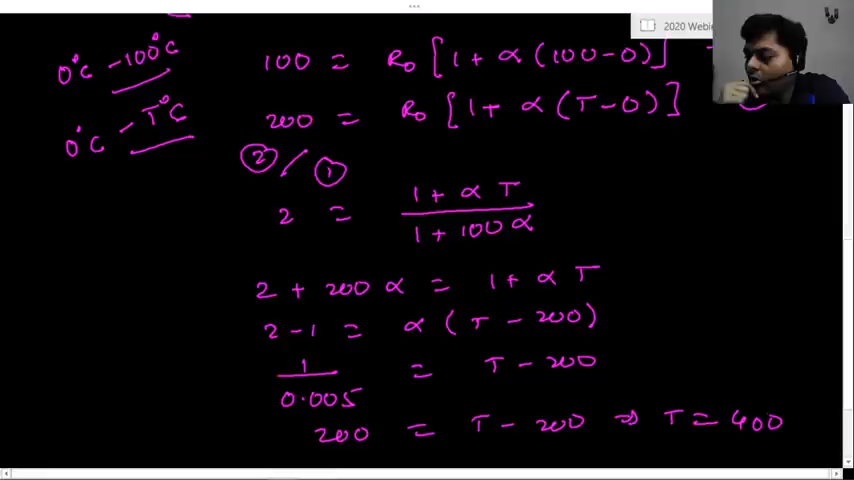 2020 Webin
0°C – 100°C
100 = R₀ [1 + α (100 – 0)]
0°C – T°C
200 = R₀ [1 + α (T – 0)]
② / ①
2 = (1 + α T) / (1 + 100 α)
2 + 200 α = 1 + α T
2 – 1 = α (T – 200)
1 / 0.005 = T – 200
200 = T – 200 ⇒ T = 400